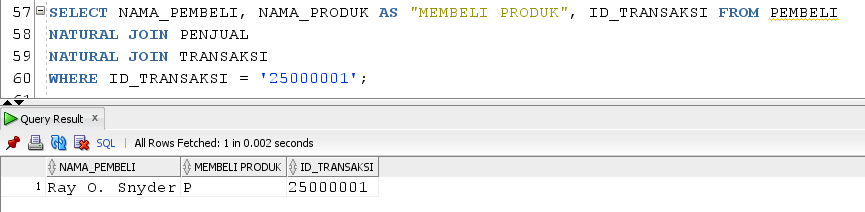 57 SELECT NAMA_PEMBELI, NAMA_PRODUK AS "MEMBELI PRODUK", ID_TRANSAKSI FROM PEMBELI
58 NATURAL JOIN PENJUAL
59 NATURAL JOIN TRANSAKSI
60 WHERE ID_TRANSAKSI = '25000001';
Query Result x
SQL | All Rows Fetched: 1 in 0.002 seconds
NAMA_PEMBELI MEMBELI PRODUK ID_TRANSAKSI
1 Ray O. Snyder P 25000001